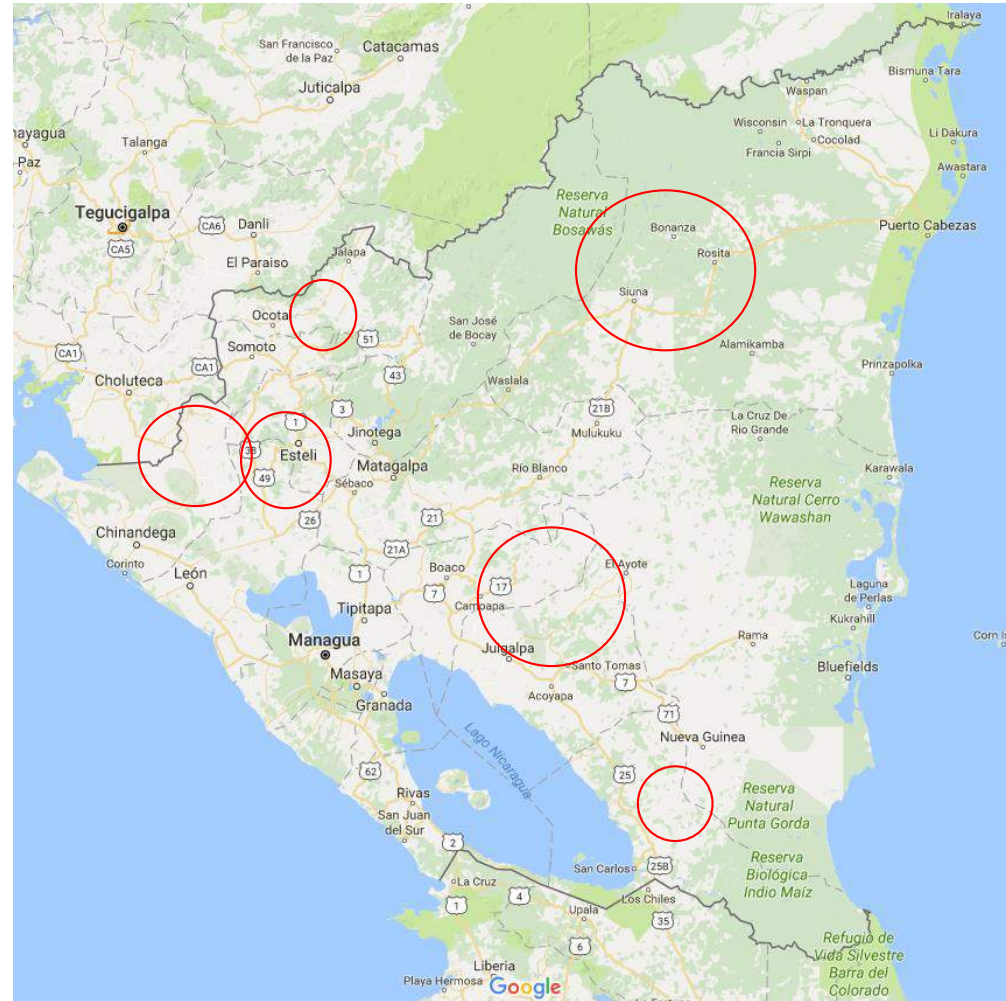 Iralaya
San Francisco
de la Paz
Catacamas
Bismuna Tara
Juticalpa
Waspan
Wisconsin
La Tronquera
Cocolad
Li Dakura
ayagua
Talanga
Francia Sirpi
Paz
Awastara
Reserva
Natural
Bosawás
Tegucigalpa
CA6
Danli
Bonanza
Puerto Cabezas
CA5
Jalapa
Rosita
El Paraiso
Siuna
Ocota
San José
de Bocay
51
Somoto
Alamikamba
CA1
CA1
43
Prinzapolka
Choluteca
Waslala
3
21B
La Cruz De
Rio Grande
1
Jinotega
Mulukuku
38
Esteli
Matagalpa
Río Blanco
Karawala
49
Sébaco
Reserva
Natural Cerro
Wawashan
26
21
Chinandega
21A
Corinto
León
1
Boaco
El Ayote
7
17
Laguna
de Perlas
Camoapa
Tipitapa
Kukrahill
Managua
Rama
Corn Is
Juigalpa
Masaya
Santo Tomas
Bluefields
7
Granada
Acoyapa
71
Lago Nicaragua
Nueva Guinea
62
25
Rivas
Reserva
Natural
Punta Gorda
San Juan
del Sur
2
Reserva
Biológica
Indio Maíz
San Carlos
25B
La Cruz
4
Los Chiles
1
Upala
35
Refugio de
Vida Silvestre
Barra del
Colorado
6
Liberia
Playa Hermosa
Google